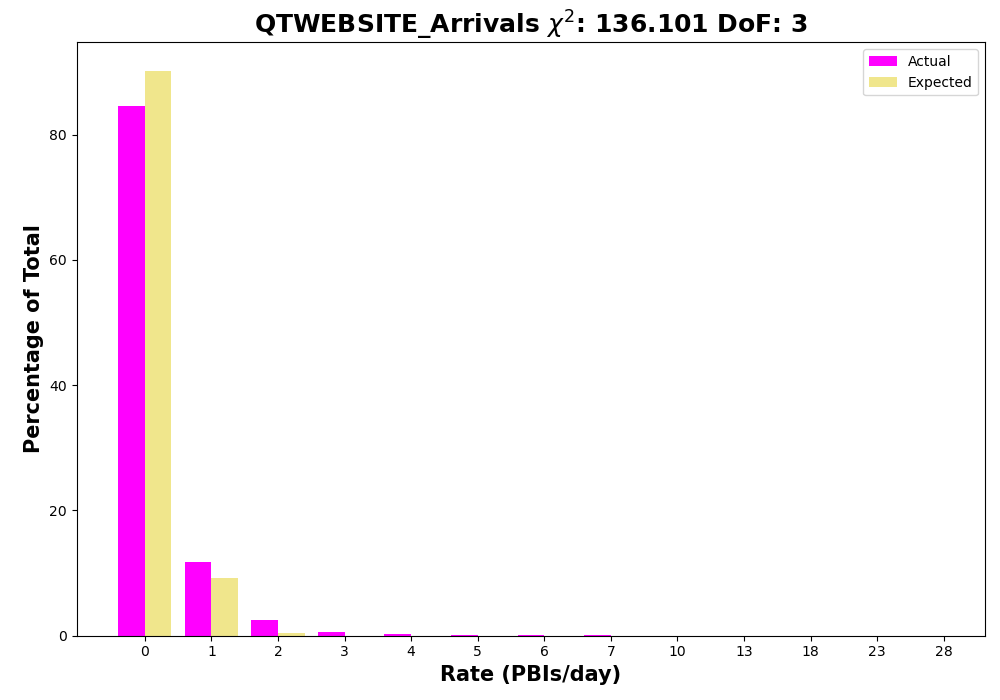 QTWEBSITE_Arrivals χ²: 136.101 DoF: 3
Actual
Expected
Percentage of Total
80
60
40
20
0
0 1 2 3 4 5 6 7 10 13 18 23 28
Rate (PBIs/day)